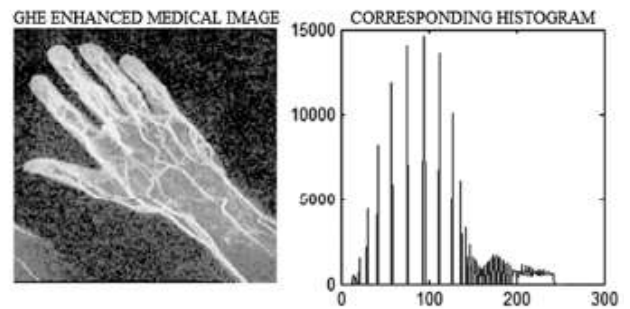 GHE ENHANCED MEDICAL IMAGE
CORRESPONDING HISTOGRAM
15000
10000
5000
0
0 100 200 300